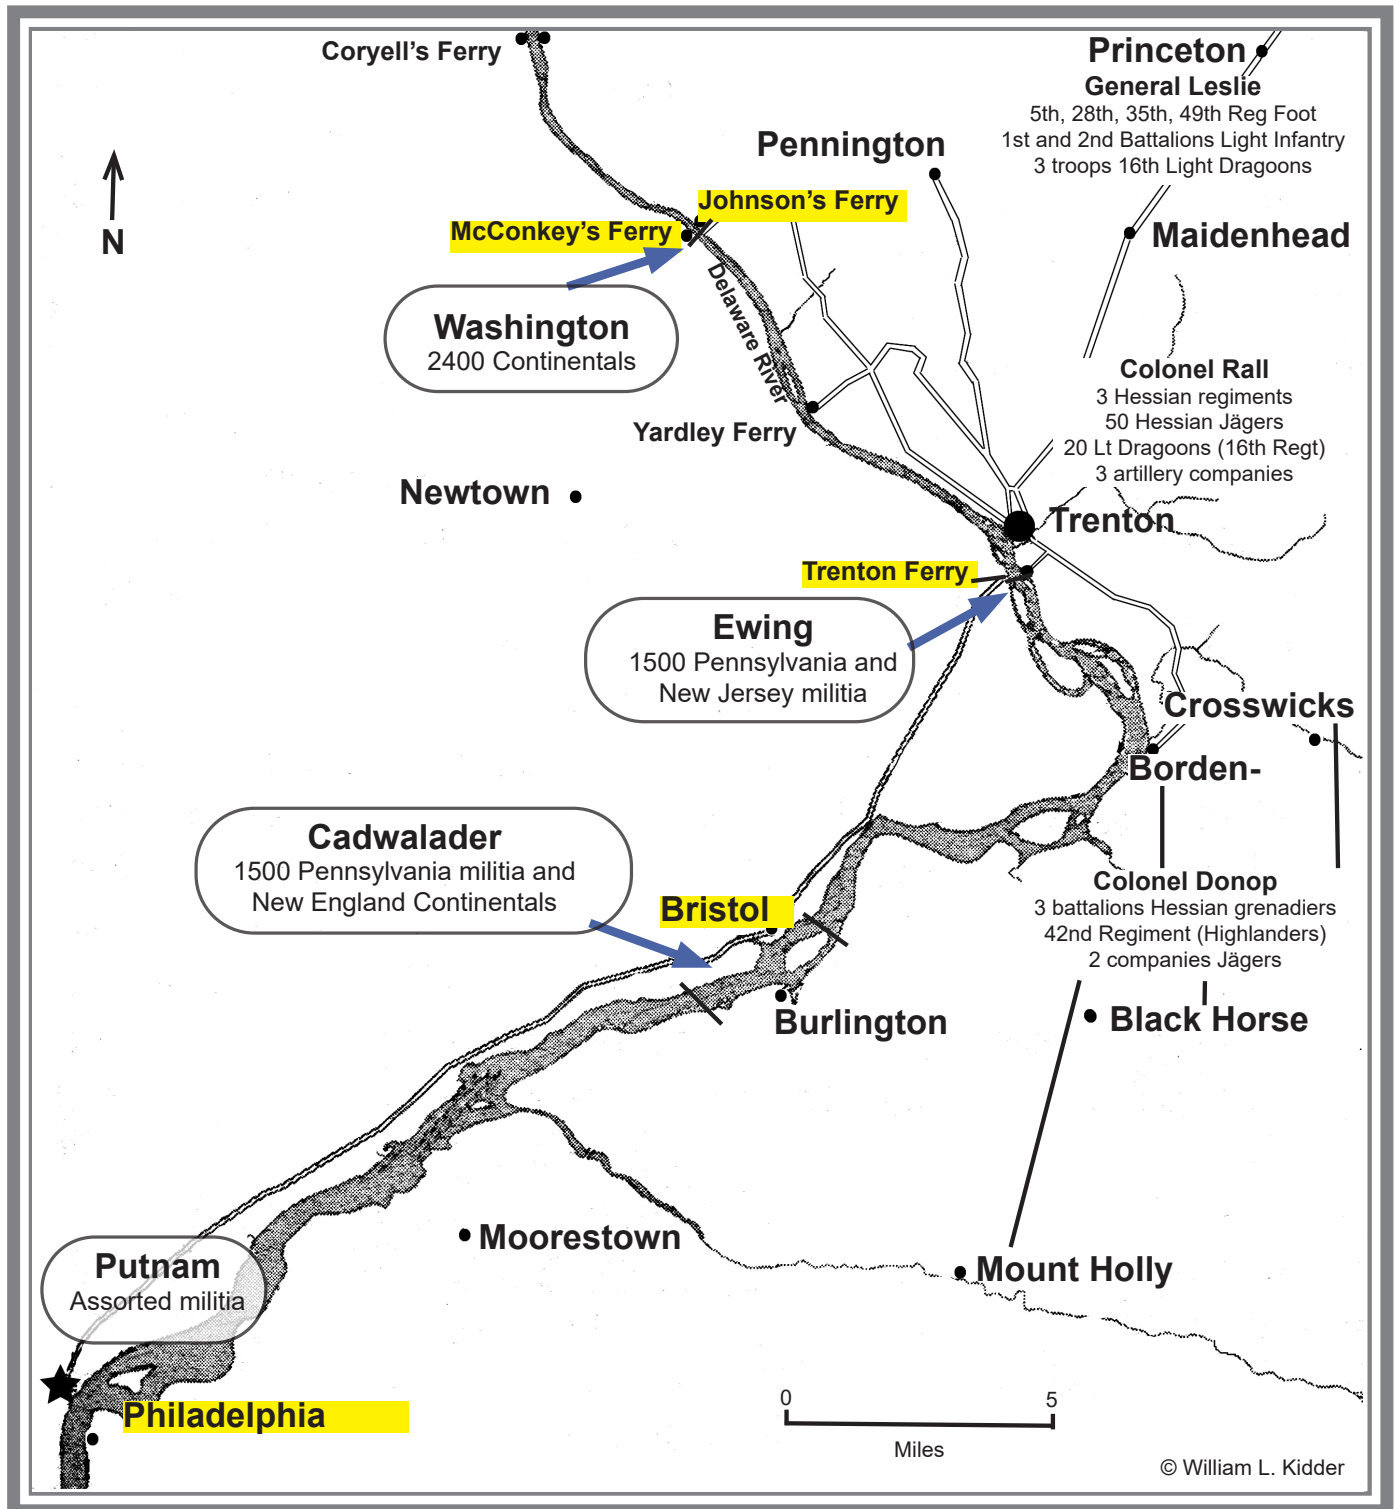 Coryell's Ferry
Princeton
General Leslie
5th, 28th, 35th, 49th Reg Foot
1st and 2nd Battalions Light Infantry
3 troops 16th Light Dragoons
Pennington
N
Johnson's Ferry
McConkey's Ferry
Maidenhead
Delaware River
Washington
2400 Continentals
Colonel Rall
3 Hessian regiments
50 Hessian Jägers
20 Lt Dragoons (16th Regt)
3 artillery companies
Yardley Ferry
Newtown
Trenton
Trenton Ferry
Ewing
1500 Pennsylvania and
New Jersey militia
Crosswicks
Borden-
Cadwalader
1500 Pennsylvania militia and
New England Continentals
Colonel Donop
3 battalions Hessian grenadiers
42nd Regiment (Highlanders)
2 companies Jägers
Bristol
Burlington
Black Horse
Moorestown
Mount Holly
Putnam
Assorted militia
Philadelphia
0 5
Miles
© William L. Kidder